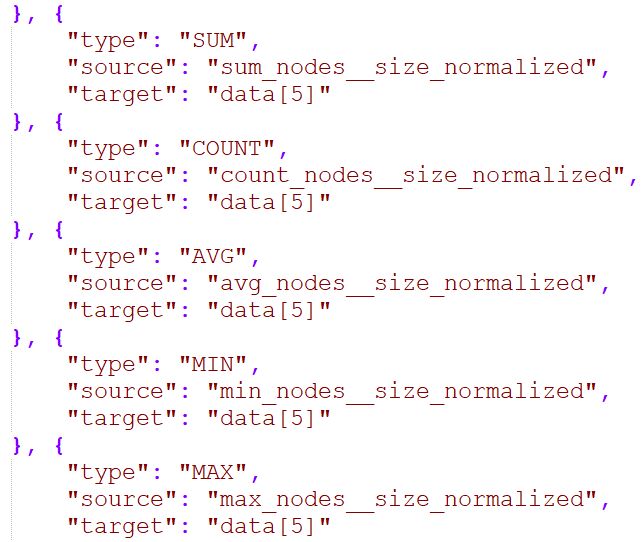 }, {
"type": "SUM",
"source": "sum_nodes__size_normalized",
"target": "data[5]"
}, {
"type": "COUNT",
"source": "count_nodes__size_normalized",
"target": "data[5]"
}, {
"type": "AVG",
"source": "avg_nodes__size_normalized",
"target": "data[5]"
}, {
"type": "MIN",
"source": "min_nodes__size_normalized",
"target": "data[5]"
}, {
"type": "MAX",
"source": "max_nodes__size_normalized",
"target": "data[5]"